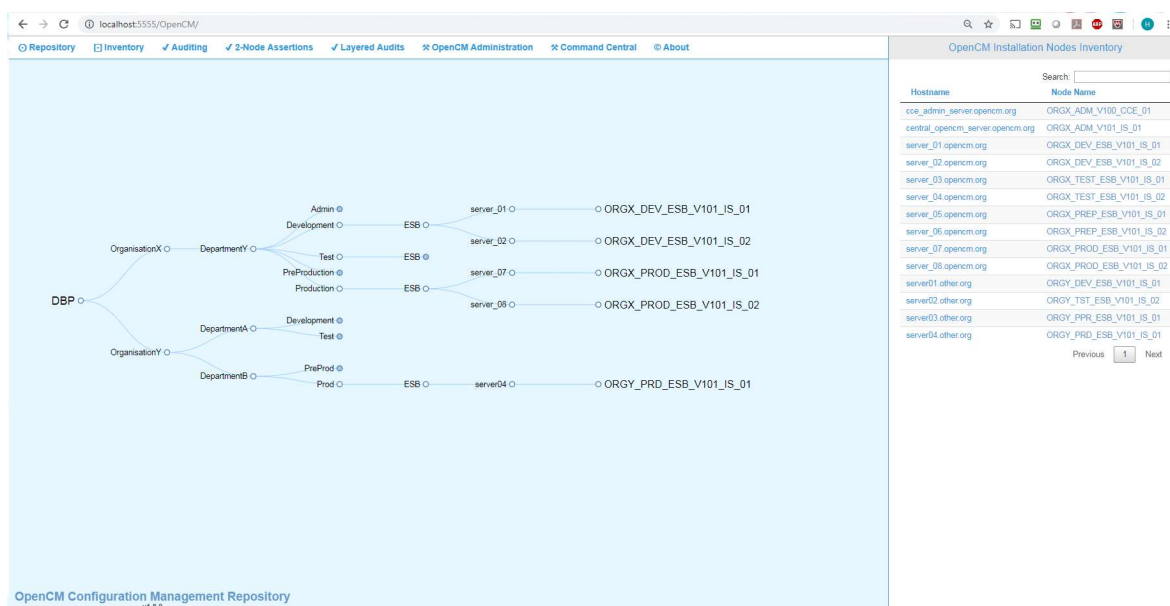 localhost:5555/OpenCM/
Repository Inventory Auditing 2-Node Assertions Layered Audits OpenCM Administration Command Central © About
OpenCM Installation Nodes Inventory
Search:
Hostname Node Name
cce_admin_server.opencm.org ORGX_ADM_V100_CCE_01
central_opencm_server.opencm.org ORGX_ADM_V101_IS_01
server_01.opencm.org ORGX_DEV_ESB_V101_IS_01
server_02.opencm.org ORGX_DEV_ESB_V101_IS_02
server_03.opencm.org ORGX_TEST_ESB_V101_IS_01
server_04.opencm.org ORGX_TEST_ESB_V101_IS_02
server_05.opencm.org ORGX_PREP_ESB_V101_IS_01
server_06.opencm.org ORGX_PREP_ESB_V101_IS_02
server_07.opencm.org ORGX_PROD_ESB_V101_IS_01
server_08.opencm.org ORGX_PROD_ESB_V101_IS_02
server01.other.org ORGY_DEV_ESB_V101_IS_01
server02.other.org ORGY_TST_ESB_V101_IS_02
server03.other.org ORGY_PPR_ESB_V101_IS_01
server04.other.org ORGY_PRD_ESB_V101_IS_01
Previous 1 Next
Admin
server_01 ORGX_DEV_ESB_V101_IS_01
Development ESB
server_02 ORGX_DEV_ESB_V101_IS_02
OrganisationX DepartmentY
Test ESB
PreProduction
server_07 ORGX_PROD_ESB_V101_IS_01
Production ESB
DBP
server_08 ORGX_PROD_ESB_V101_IS_02
Development
DepartmentA
Test
OrganisationY
PreProd
DepartmentB
Prod ESB server04 ORGY_PRD_ESB_V101_IS_01
OpenCM Configuration Management Repository